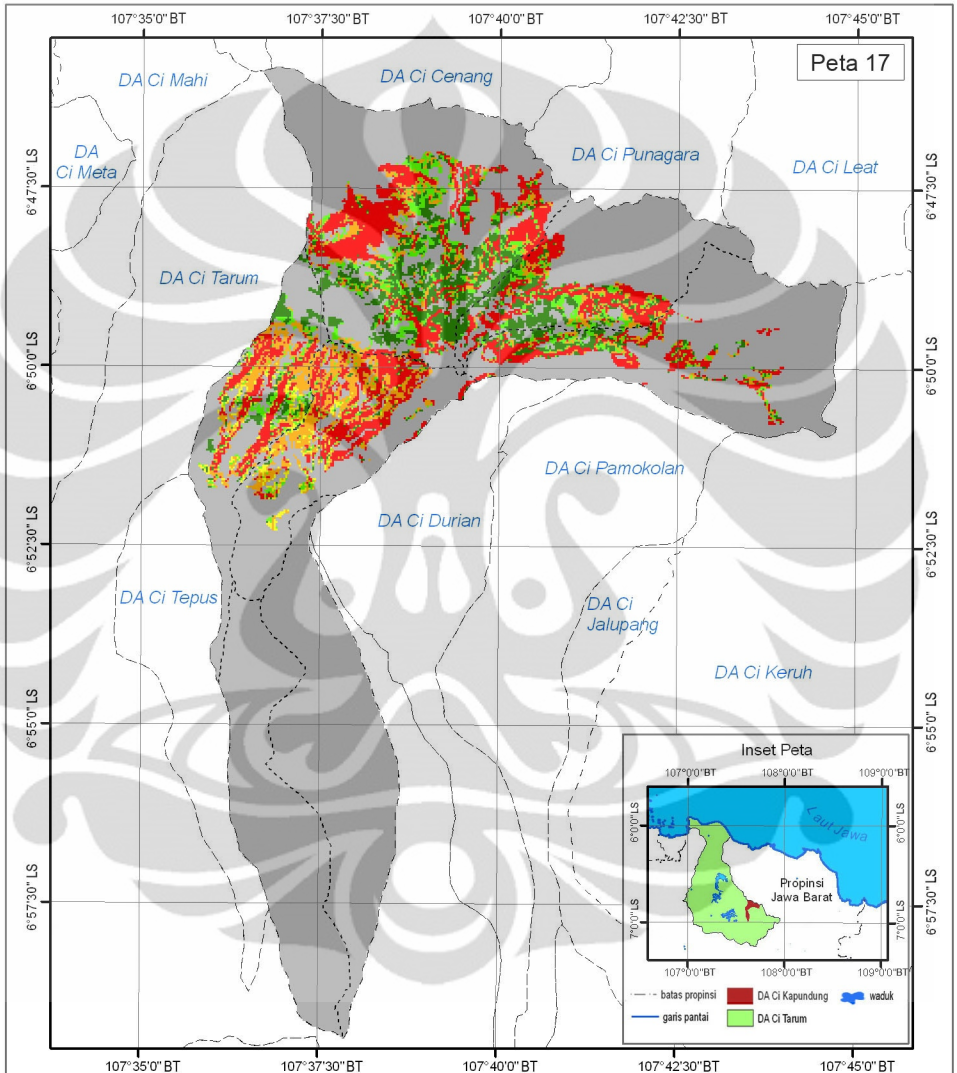 107°35'0"BT
107°37'30"BT
107°40'0"BT
107°42'30"BT
107°45'0"BT
Peta 17
DA Ci Mahi
DA Ci Cenang
DA
Ci Meta
DA Ci Punagara
DA Ci Leat
6°47'30" LS
6°47'30" LS
DA Ci Tarum
6°50'0" LS
6°50'0" LS
DA Ci Pamokolan
DA Ci Durian
6°52'30" LS
6°52'30" LS
DA Ci Tepus
DA Ci
Jalupang
DA Ci Keruh
6°55'0" LS
6°55'0" LS
6°57'30" LS
6°57'30" LS
Inset Peta
107°0'0"BT
108°0'0"BT
109°0'0"BT
6°0'0"LS
6°0'0"LS
Laut Jawa
Propinsi
Jawa Barat
7°0'0"LS
7°0'0"LS
107°0'0"BT
108°0'0"BT
109°0'0"BT
batas propinsi
DA Ci Kapundung
waduk
garis pantai
DA Ci Tarum
107°35'0"BT
107°37'30"BT
107°40'0"BT
107°42'30"BT
107°45'0"BT